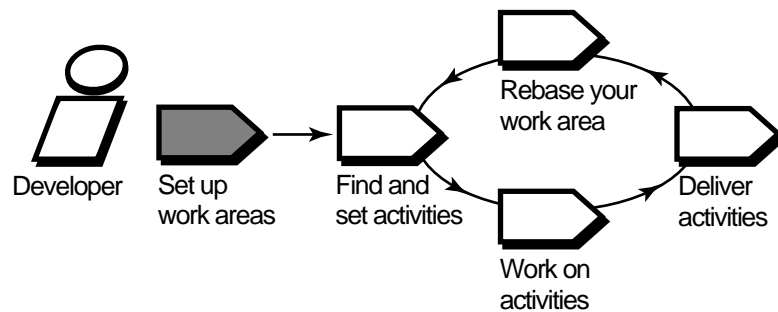 Developer
Set up
work areas
Find and
set activities
Rebase your
work area
Work on
activities
Deliver
activities